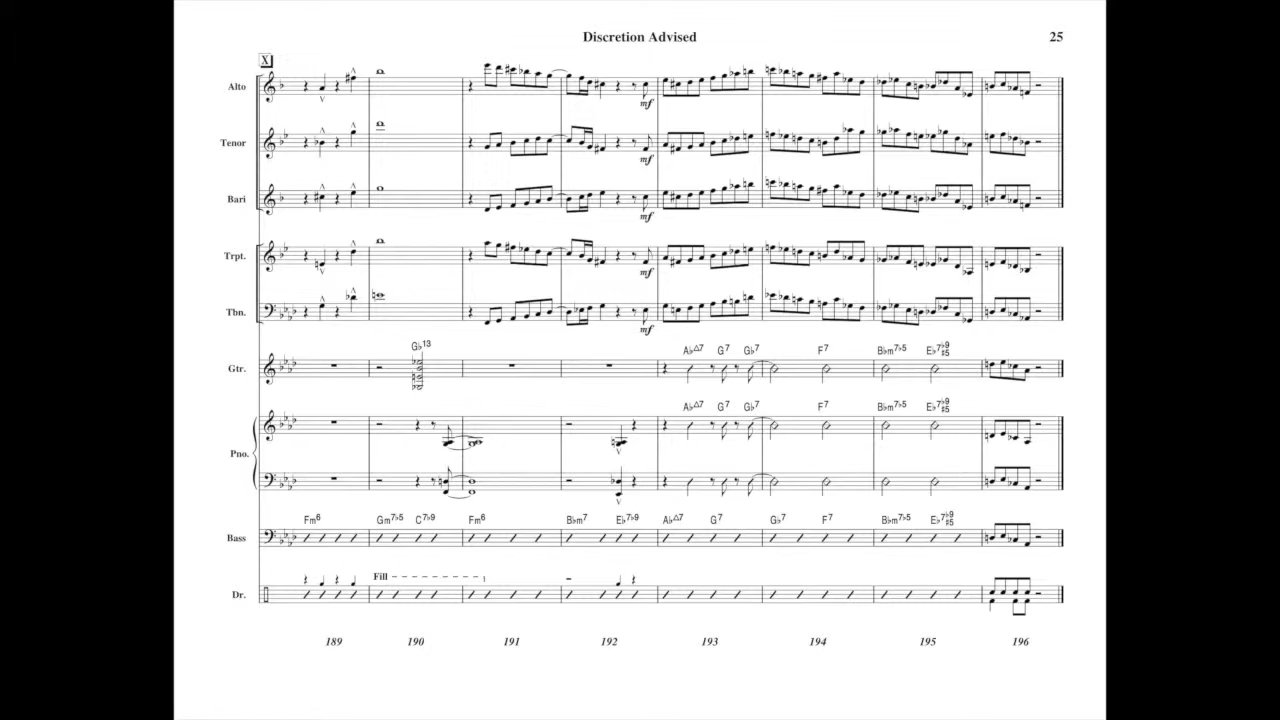 Discretion Advised
25
X
Alto
mf
Tenor
mf
Bari
mf
Trpt.
mf
Tbn.
mf
G♭13
A♭Δ7 G7 G♭7 F7 B♭m7♭5 E♭7♭9♯5
Gtr.
A♭Δ7 G7 G♭7 F7 B♭m7♭5 E♭7♭9♯5
Pno.
Fm6 Gm7♭5 C7♭9 Fm6 B♭m7 E♭7♭9 A♭Δ7 G7 G♭7 F7 B♭m7♭5 E♭7♭9♯5
Bass
Fill
Dr.
189 190 191 192 193 194 195 196